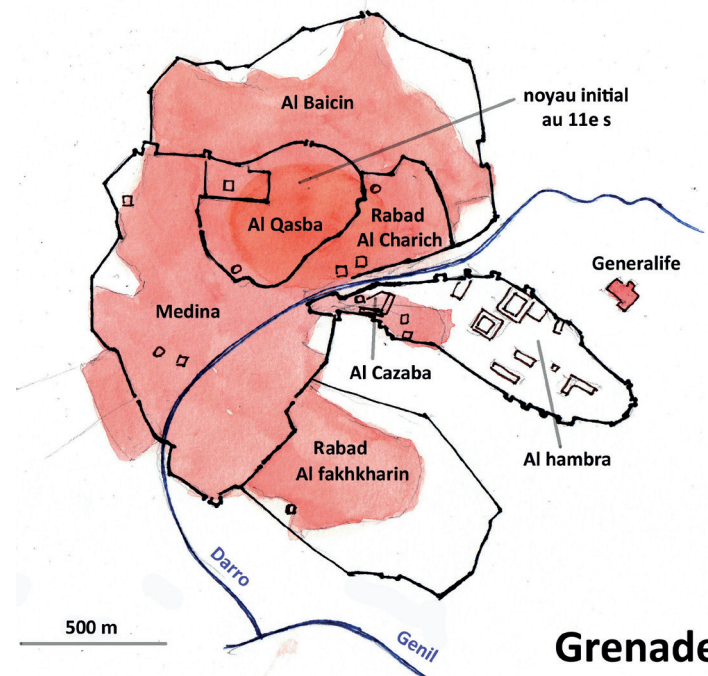 Al Baicin
noyau initial
au 11e s
Al Qasba
Rabad
Al Charich
Generalife
Medina
Al Cazaba
Rabad
Al fakhkharin
Al hambra
Darro
500 m
Genil
Grenade